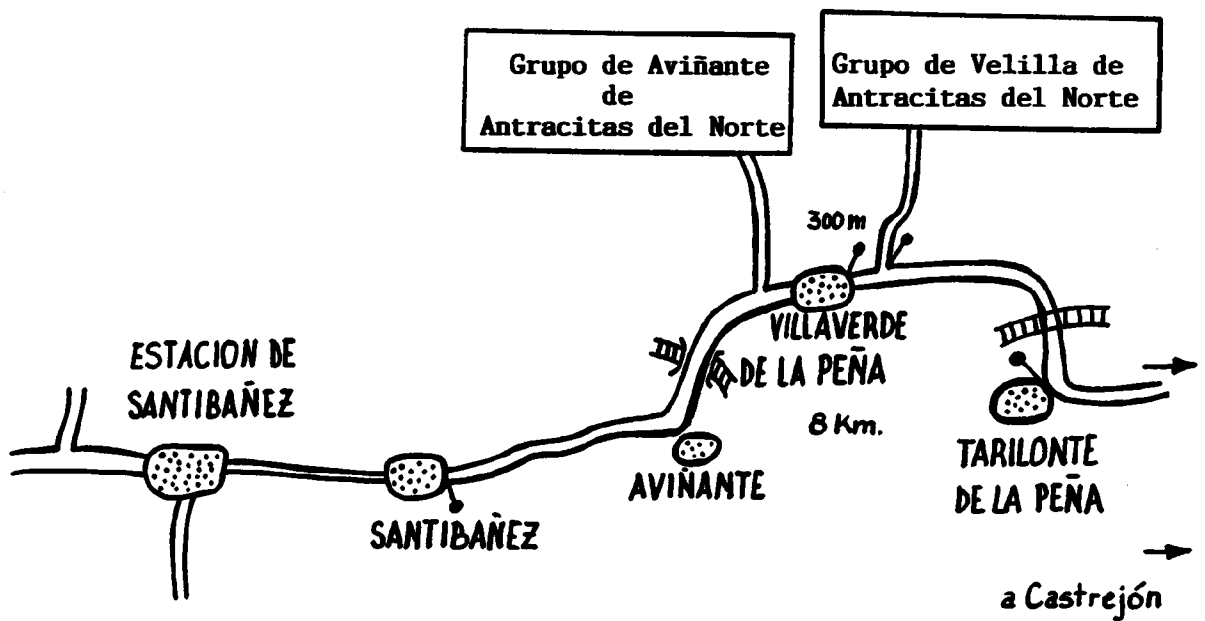 Grupo de Aviñante
de
Antracitas del Norte
Grupo de Velilla de
Antracitas del Norte
300 m
VILLAVERDE
DE LA PEÑA
8 Km.
ESTACION DE
SANTIBAÑEZ
SANTIBAÑEZ
AVIÑANTE
TARILONTE
DE LA PEÑA
a Castrejón